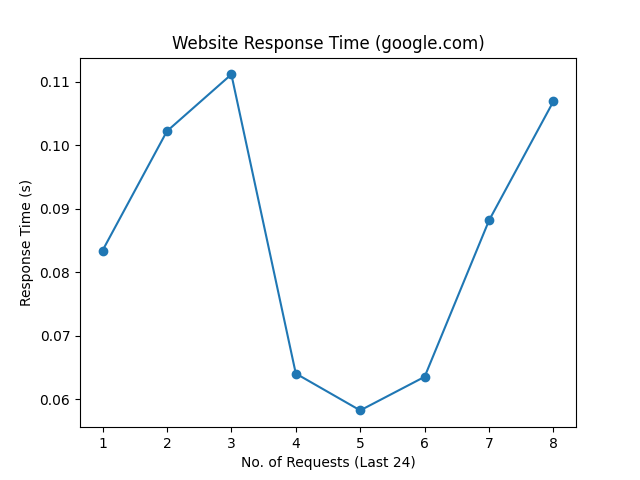 Website Response Time (google.com)
Response Time (s)
0.11
0.10
0.09
0.08
0.07
0.06
1 2 3 4 5 6 7 8
No. of Requests (Last 24)